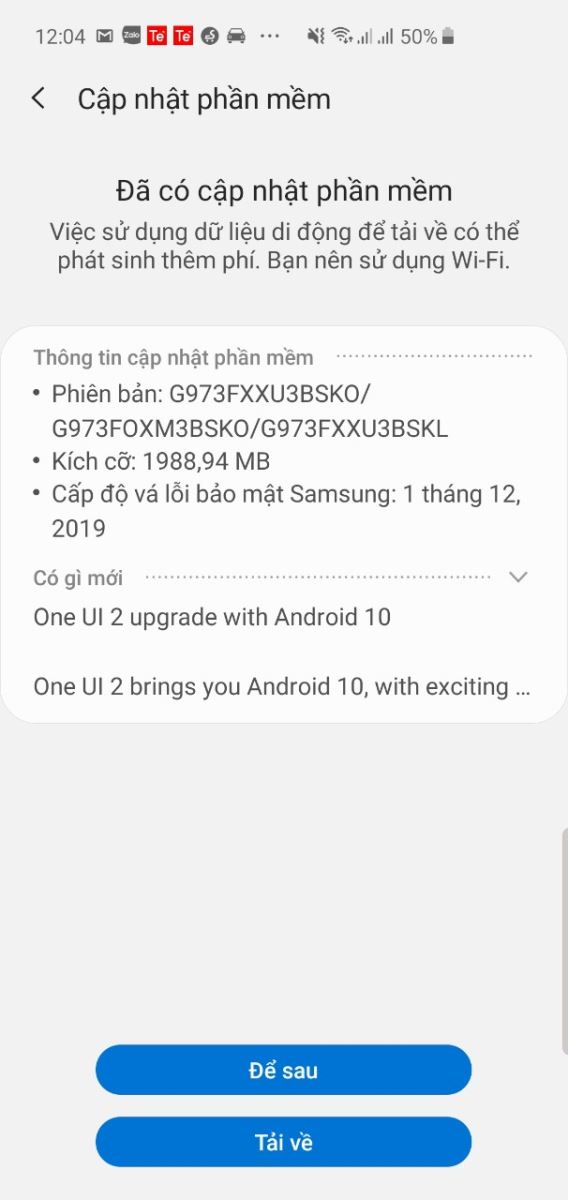 12:04 Zalo Te Te 50%
Cập nhật phần mềm
Đã có cập nhật phần mềm
Việc sử dụng dữ liệu di động để tải về có thể
phát sinh thêm phí. Bạn nên sử dụng Wi-Fi.
Thông tin cập nhật phần mềm
• Phiên bản: G973FXXU3BSKO/
G973FOXM3BSKO/G973FXXU3BSKL
• Kích cỡ: 1988,94 MB
• Cấp độ vá lỗi bảo mật Samsung: 1 tháng 12,
2019
Có gì mới
One UI 2 upgrade with Android 10
One UI 2 brings you Android 10, with exciting ...
Để sau
Tải về